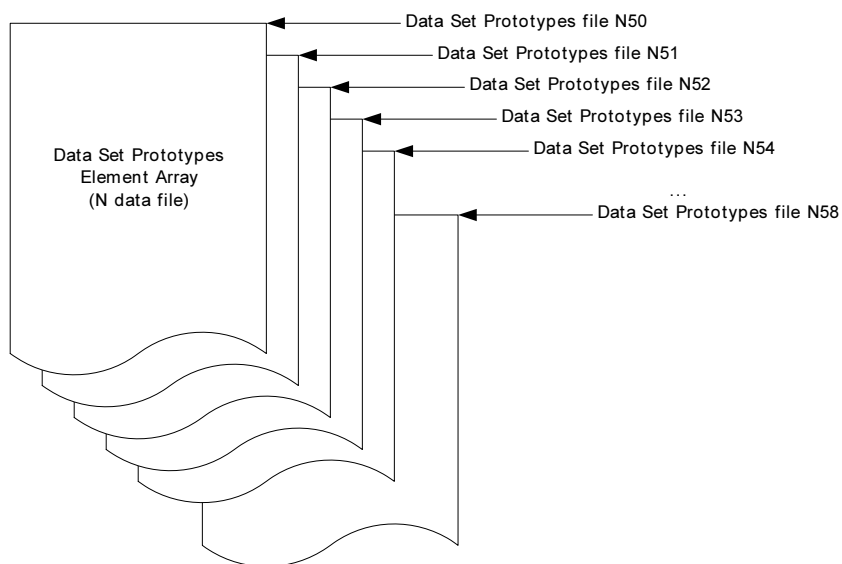 Data Set Prototypes file N50
Data Set Prototypes file N51
Data Set Prototypes file N52
Data Set Prototypes file N53
Data Set Prototypes file N54
...
Data Set Prototypes file N58
Data Set Prototypes
Element Array
(N data file)